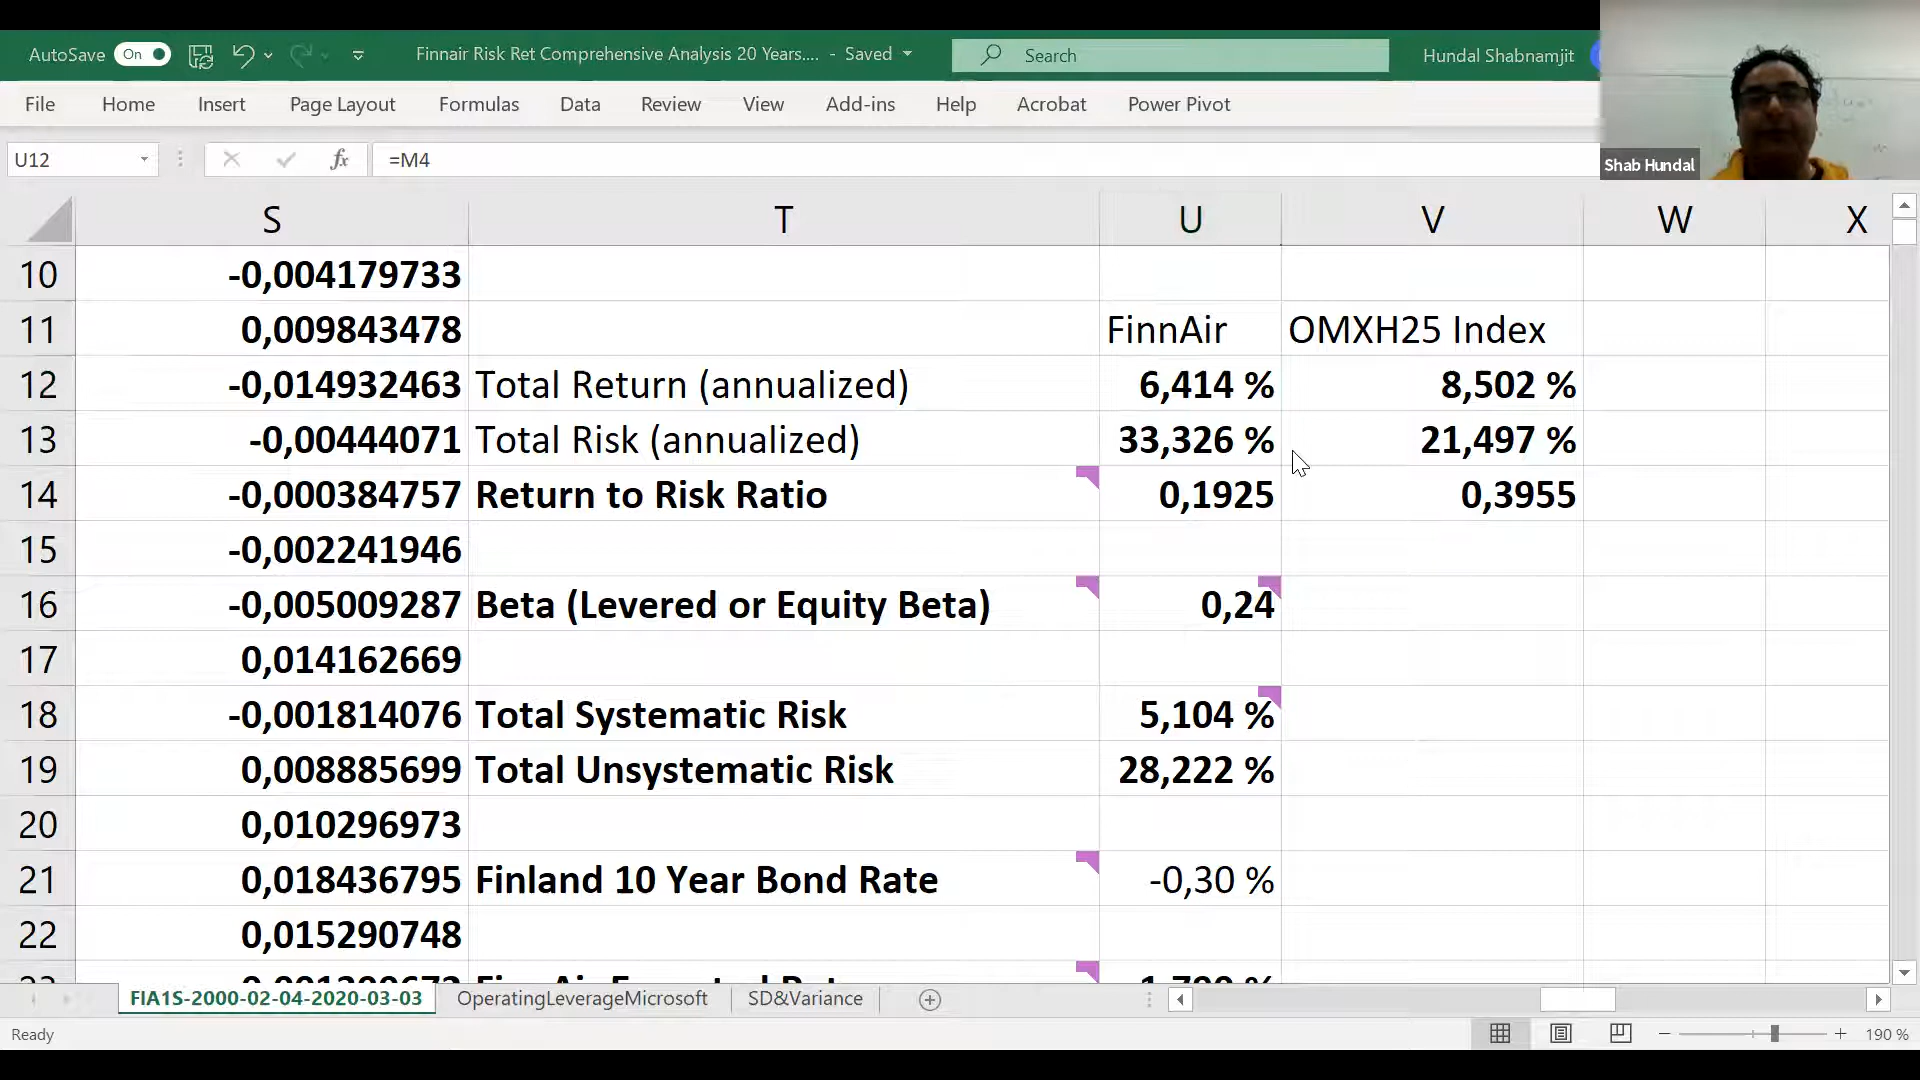 AutoSave On Finnair Risk Ret Comprehensive Analysis 20 Years.... - Saved Search Hundal Shabnamjit
File Home Insert Page Layout Formulas Data Review View Add-ins Help Acrobat Power Pivot
U12 fx =M4
Shab Hundal
S T U V W X
10 -0,004179733
11 0,009843478 FinnAir OMXH25 Index
12 -0,014932463 Total Return (annualized) 6,414 % 8,502 %
13 -0,00444071 Total Risk (annualized) 33,326 % 21,497 %
14 -0,000384757 Return to Risk Ratio 0,1925 0,3955
15 -0,002241946
16 -0,005009287 Beta (Levered or Equity Beta) 0,24
17 0,014162669
18 -0,001814076 Total Systematic Risk 5,104 %
19 0,008885699 Total Unsystematic Risk 28,222 %
20 0,010296973
21 0,018436795 Finland 10 Year Bond Rate -0,30 %
22 0,015290748
FIA1S-2000-02-04-2020-03-03 OperatingLeverageMicrosoft SD&Variance
Ready 190 %